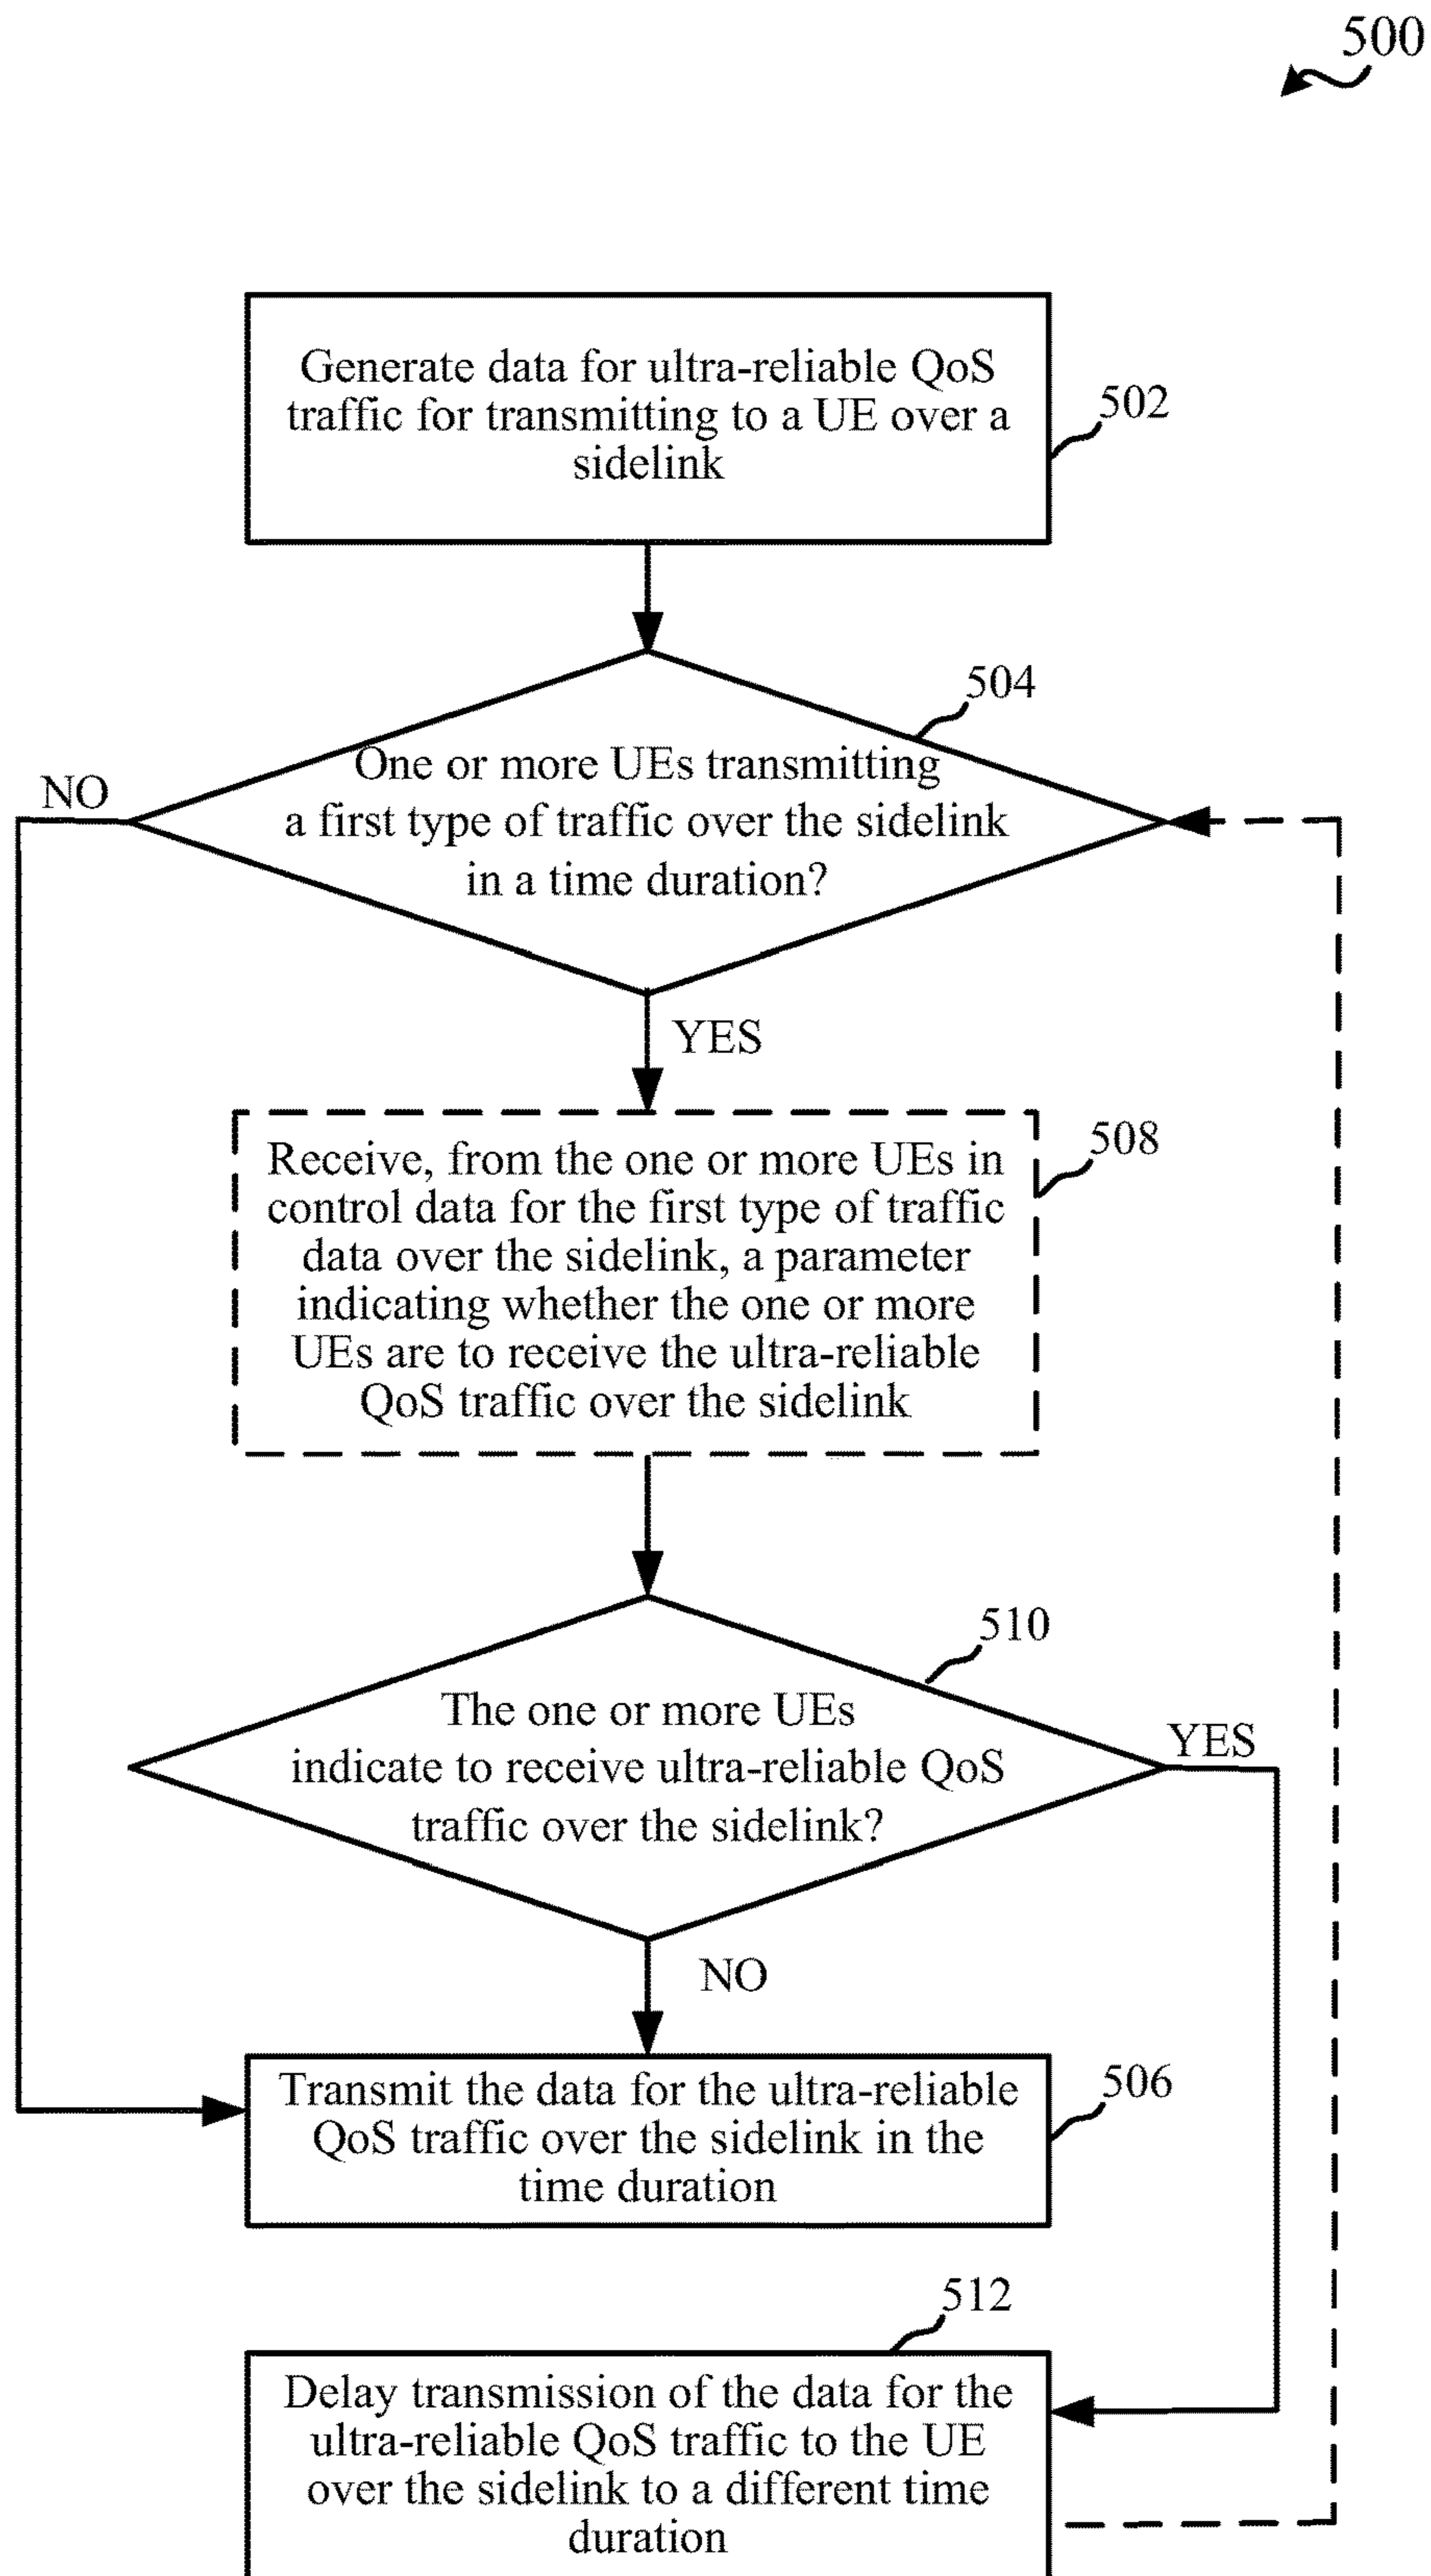 500
Generate data for ultra-reliable QoS
traffic for transmitting to a UE over a
sidelink
502
504
One or more UEs transmitting
a first type of traffic over the sidelink
in a time duration?
NO
YES
508
Receive, from the one or more UEs in
control data for the first type of traffic
data over the sidelink, a parameter
indicating whether the one or more
UEs are to receive the ultra-reliable
QoS traffic over the sidelink
510
The one or more UEs
indicate to receive ultra-reliable QoS
traffic over the sidelink?
YES
NO
Transmit the data for the ultra-reliable
QoS traffic over the sidelink in the
time duration
506
512
Delay transmission of the data for the
ultra-reliable QoS traffic to the UE
over the sidelink to a different time
duration